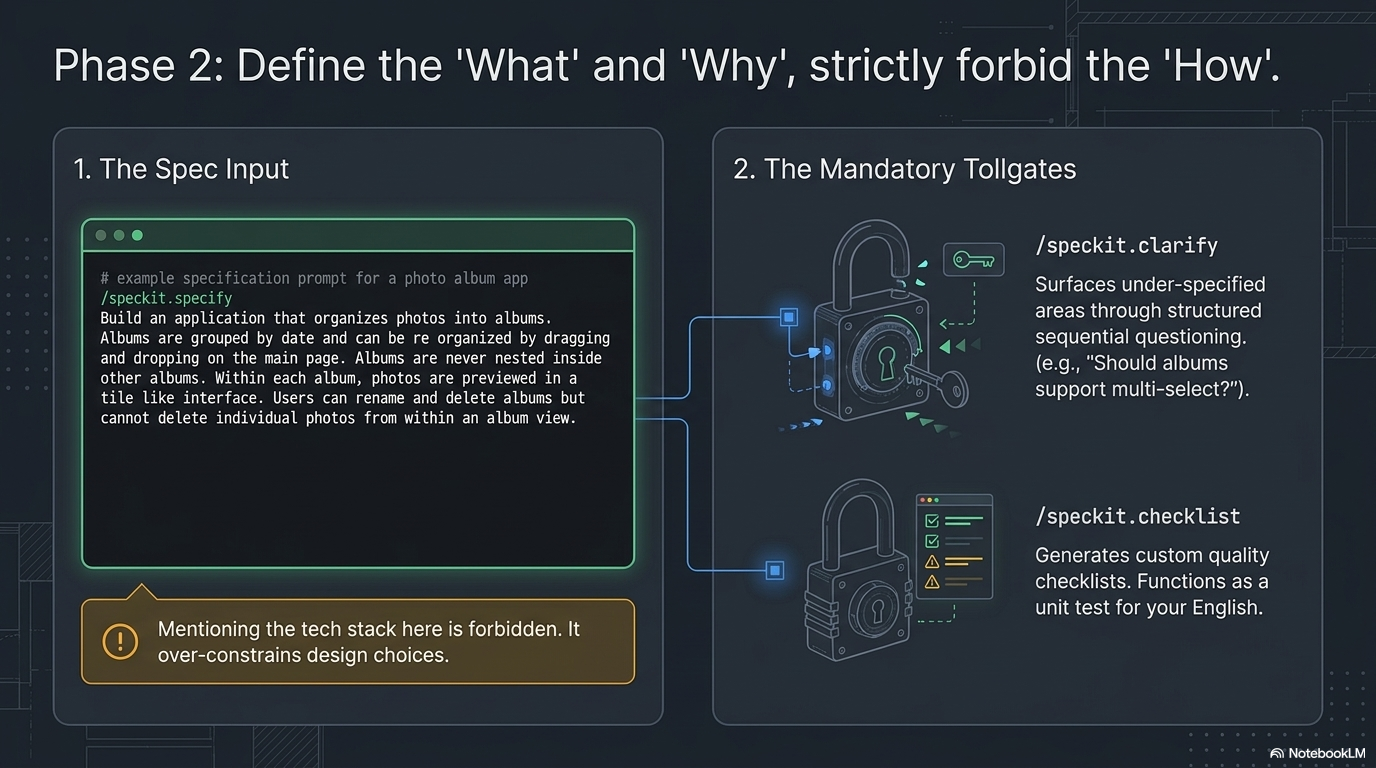 Phase 2: Define the 'What' and 'Why', strictly forbid the 'How'.
1. The Spec Input
# example specification prompt for a photo album app
/speckit.specify
Build an application that organizes photos into albums.
Albums are grouped by date and can be re organized by dragging
and dropping on the main page. Albums are never nested inside
other albums. Within each album, photos are previewed in a
tile like interface. Users can rename and delete albums but
cannot delete individual photos from within an album view.
Mentioning the tech stack here is forbidden. It
over-constrains design choices.
2. The Mandatory Tollgates
/speckit.clarify
Surfaces under-specified
areas through structured
sequential questioning.
(e.g., "Should albums
support multi-select?").
/speckit.checklist
Generates custom quality
checklists. Functions as a
unit test for your English.
NotebookLM